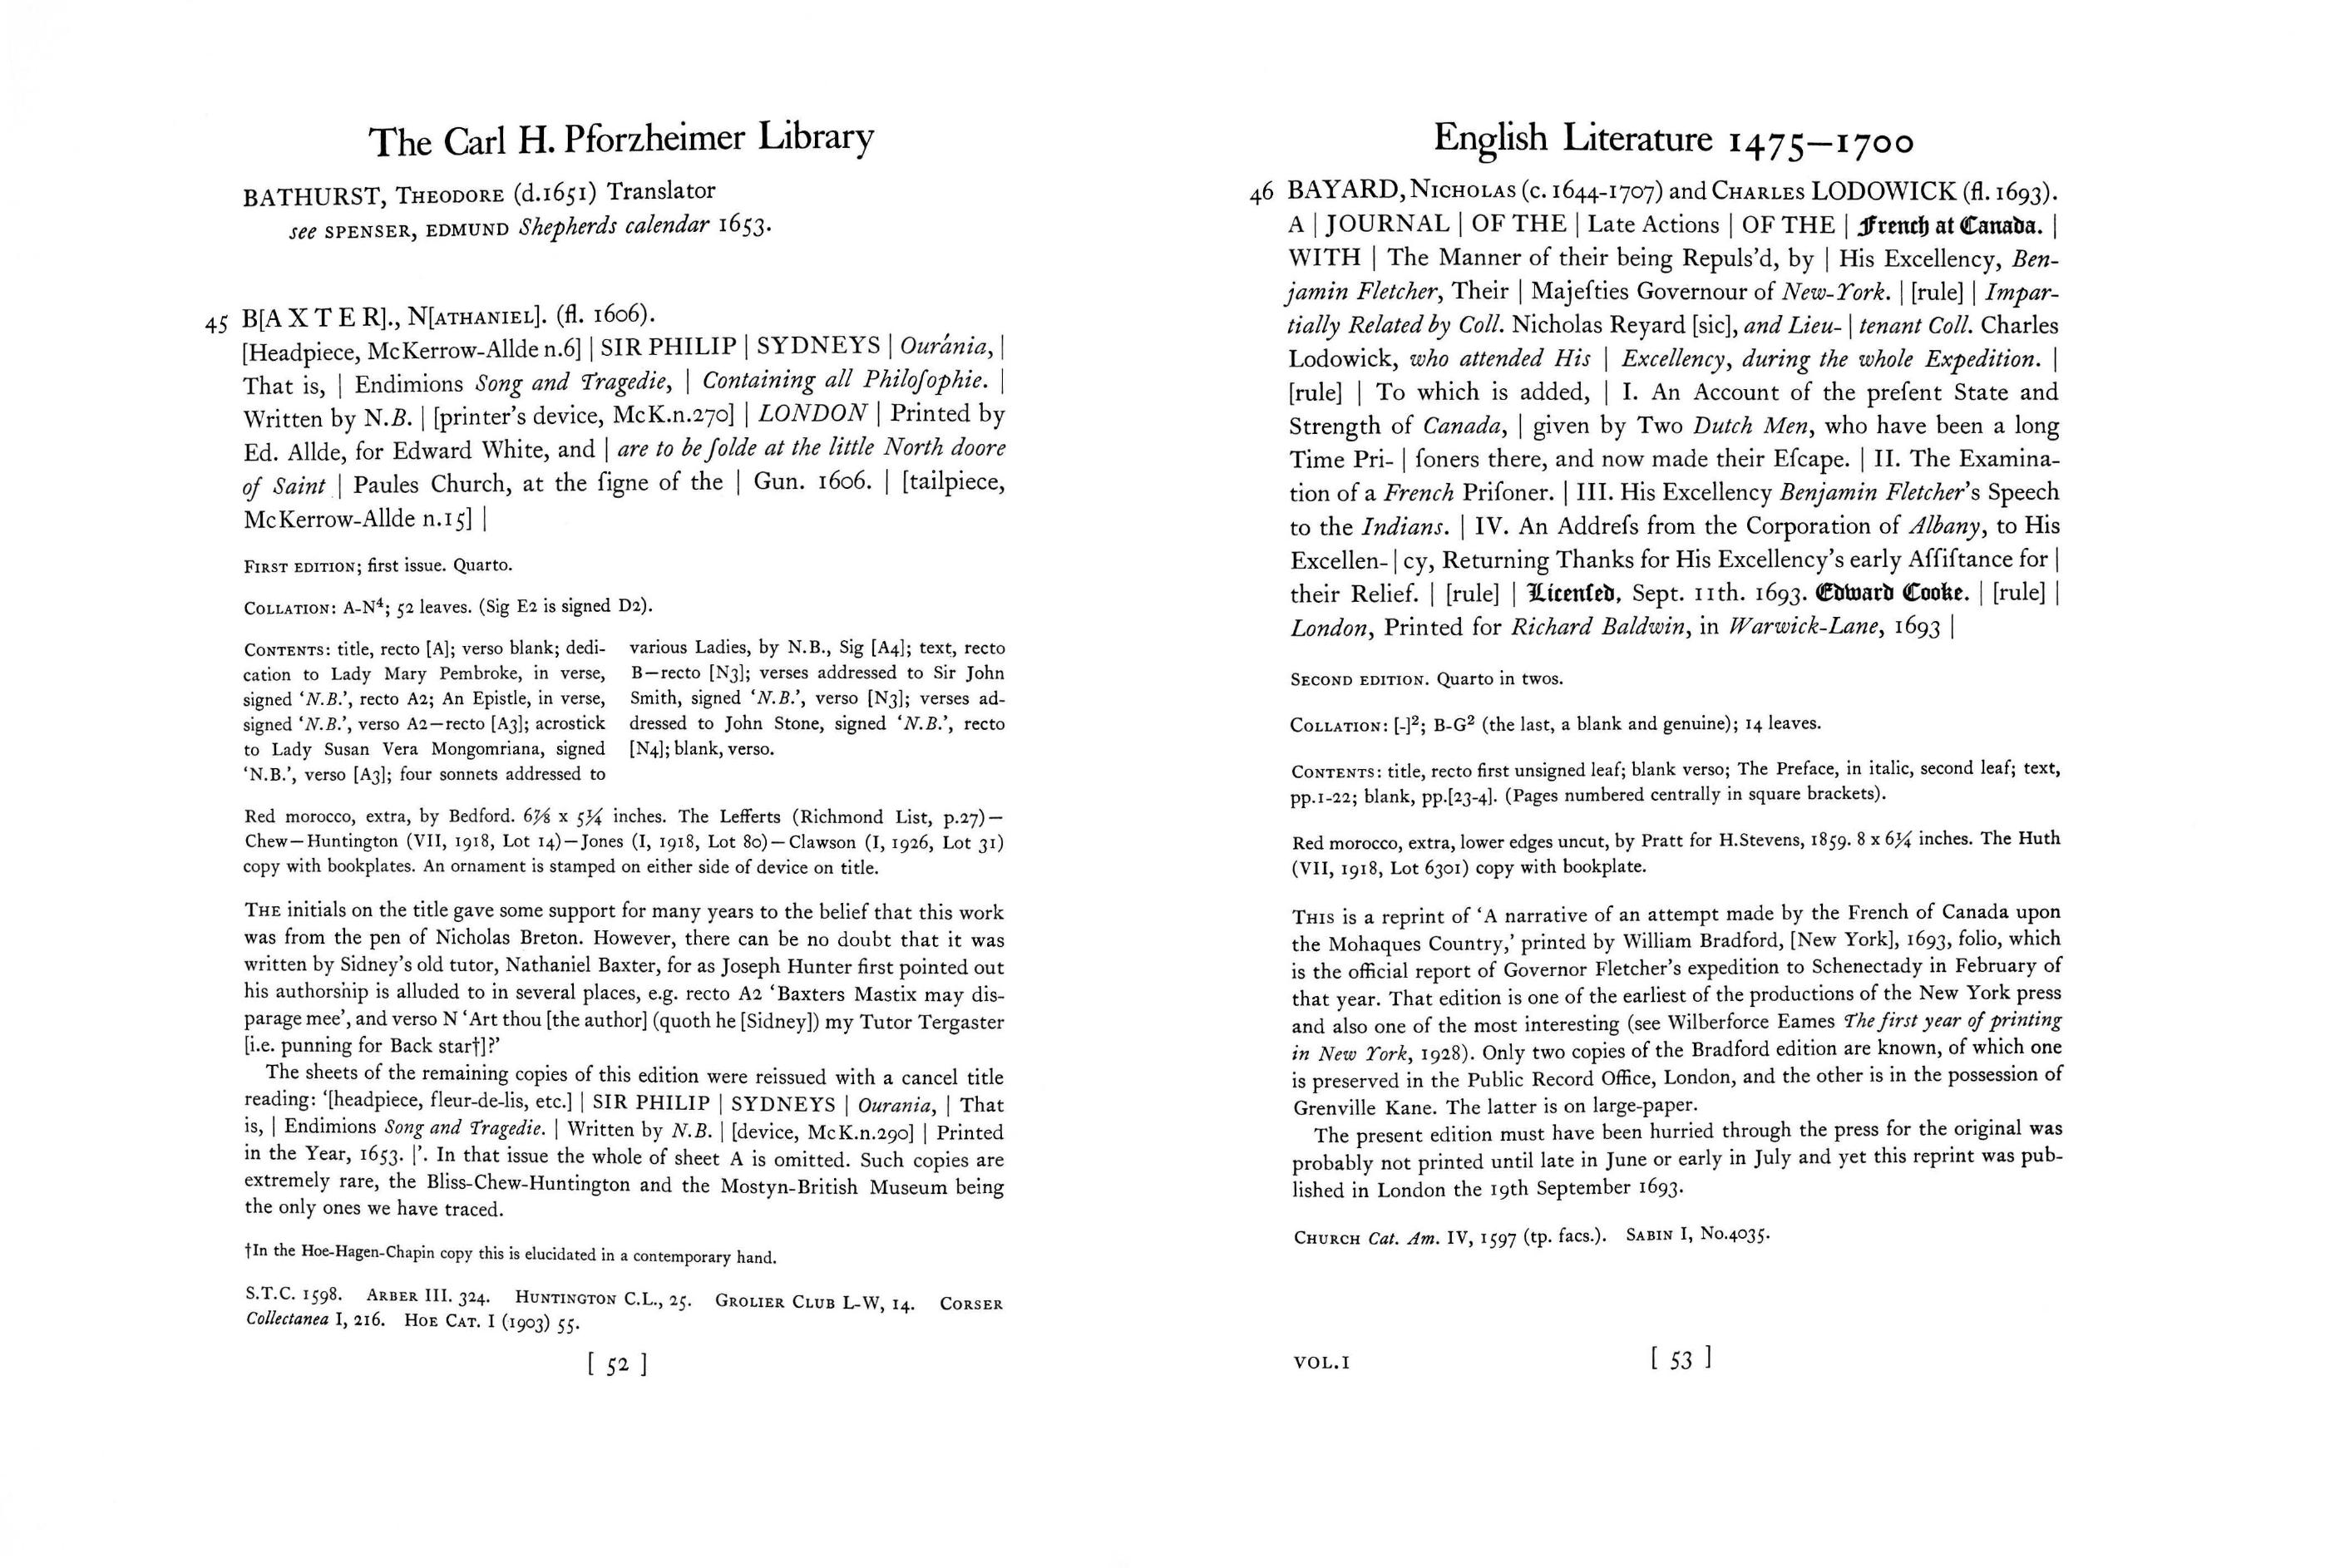 The Carl H. Pforzheimer Library
BATHURST, THEODORE (d.1651) Translator
see SPENSER, EDMUND Shepherds calendar 1653.
45 B[AXTER]., N[ATHANIEL]. (fl. 1606).
[Headpiece, McKerrow-Allde n.6] | SIR PHILIP | SYDNEYS | Ouránia, |
That is, | Endimions Song and Tragedie, | Containing all Philoſophie. |
Written by N.B. | [printer's device, McK.n.270] | LONDON | Printed by
Ed. Allde, for Edward White, and | are to be ſolde at the little North doore
of Saint | Paules Church, at the ſigne of the | Gun. 1606. | [tailpiece,
McKerrow-Allde n.15] |
FIRST EDITION; first issue. Quarto.
COLLATION: A-N⁴; 52 leaves. (Sig E2 is signed D2).
CONTENTS: title, recto [A]; verso blank; dedi-
cation to Lady Mary Pembroke, in verse,
signed 'N.B.', recto A2; An Epistle, in verse,
signed 'N.B.', verso A2—recto [A3]; acrostick
to Lady Susan Vera Mongomriana, signed
'N.B.', verso [A3]; four sonnets addressed to
various Ladies, by N.B., Sig [A4]; text, recto
B—recto [N3]; verses addressed to Sir John
Smith, signed 'N.B.', verso [N3]; verses ad-
dressed to John Stone, signed 'N.B.', recto
[N4]; blank, verso.
Red morocco, extra, by Bedford. 6⅞ x 5¼ inches. The Lefferts (Richmond List, p.27)—
Chew—Huntington (VII, 1918, Lot 14)—Jones (I, 1918, Lot 80)—Clawson (I, 1926, Lot 31)
copy with bookplates. An ornament is stamped on either side of device on title.
THE initials on the title gave some support for many years to the belief that this work
was from the pen of Nicholas Breton. However, there can be no doubt that it was
written by Sidney's old tutor, Nathaniel Baxter, for as Joseph Hunter first pointed out
his authorship is alluded to in several places, e.g. recto A2 'Baxters Mastix may dis-
parage mee', and verso N 'Art thou [the author] (quoth he [Sidney]) my Tutor Tergaster
[i.e. punning for Back star†]?'
The sheets of the remaining copies of this edition were reissued with a cancel title
reading: '[headpiece, fleur-de-lis, etc.] | SIR PHILIP | SYDNEYS | Ourania, | That
is, | Endimions Song and Tragedie. | Written by N.B. | [device, McK.n.290] | Printed
in the Year, 1653. |'. In that issue the whole of sheet A is omitted. Such copies are
extremely rare, the Bliss-Chew-Huntington and the Mostyn-British Museum being
the only ones we have traced.
†In the Hoe-Hagen-Chapin copy this is elucidated in a contemporary hand.
S.T.C. 1598. ARBER III. 324. HUNTINGTON C.L., 25. GROLIER CLUB L-W, 14. CORSER
Collectanea I, 216. HOE CAT. I (1903) 55.
[ 52 ]
English Literature 1475—1700
46 BAYARD, NICHOLAS (c. 1644-1707) and CHARLES LODOWICK (fl. 1693).
A | JOURNAL | OF THE | Late Actions | OF THE | French at Canada. |
WITH | The Manner of their being Repuls'd, by | His Excellency, Ben-
jamin Fletcher, Their | Majeſties Governour of New-York. | [rule] | Impar-
tially Related by Coll. Nicholas Reyard [sic], and Lieu- | tenant Coll. Charles
Lodowick, who attended His | Excellency, during the whole Expedition. |
[rule] | To which is added, | I. An Account of the preſent State and
Strength of Canada, | given by Two Dutch Men, who have been a long
Time Pri- | ſoners there, and now made their Eſcape. | II. The Examina-
tion of a French Priſoner. | III. His Excellency Benjamin Fletcher's Speech
to the Indians. | IV. An Addreſs from the Corporation of Albany, to His
Excellen- | cy, Returning Thanks for His Excellency's early Aſſiſtance for |
their Relief. | [rule] | Licenſed, Sept. 11th. 1693. Edward Cooke. | [rule] |
London, Printed for Richard Baldwin, in Warwick-Lane, 1693 |
SECOND EDITION. Quarto in twos.
COLLATION: [-]²; B-G² (the last, a blank and genuine); 14 leaves.
CONTENTS: title, recto first unsigned leaf; blank verso; The Preface, in italic, second leaf; text,
pp.1-22; blank, pp.[23-4]. (Pages numbered centrally in square brackets).
Red morocco, extra, lower edges uncut, by Pratt for H.Stevens, 1859. 8 x 6¼ inches. The Huth
(VII, 1918, Lot 6301) copy with bookplate.
THIS is a reprint of 'A narrative of an attempt made by the French of Canada upon
the Mohaques Country,' printed by William Bradford, [New York], 1693, folio, which
is the official report of Governor Fletcher's expedition to Schenectady in February of
that year. That edition is one of the earliest of the productions of the New York press
and also one of the most interesting (see Wilberforce Eames The first year of printing
in New York, 1928). Only two copies of the Bradford edition are known, of which one
is preserved in the Public Record Office, London, and the other is in the possession of
Grenville Kane. The latter is on large-paper.
The present edition must have been hurried through the press for the original was
probably not printed until late in June or early in July and yet this reprint was pub-
lished in London the 19th September 1693.
CHURCH Cat. Am. IV, 1597 (tp. facs.). SABIN I, No.4035.
VOL.I
[ 53 ]